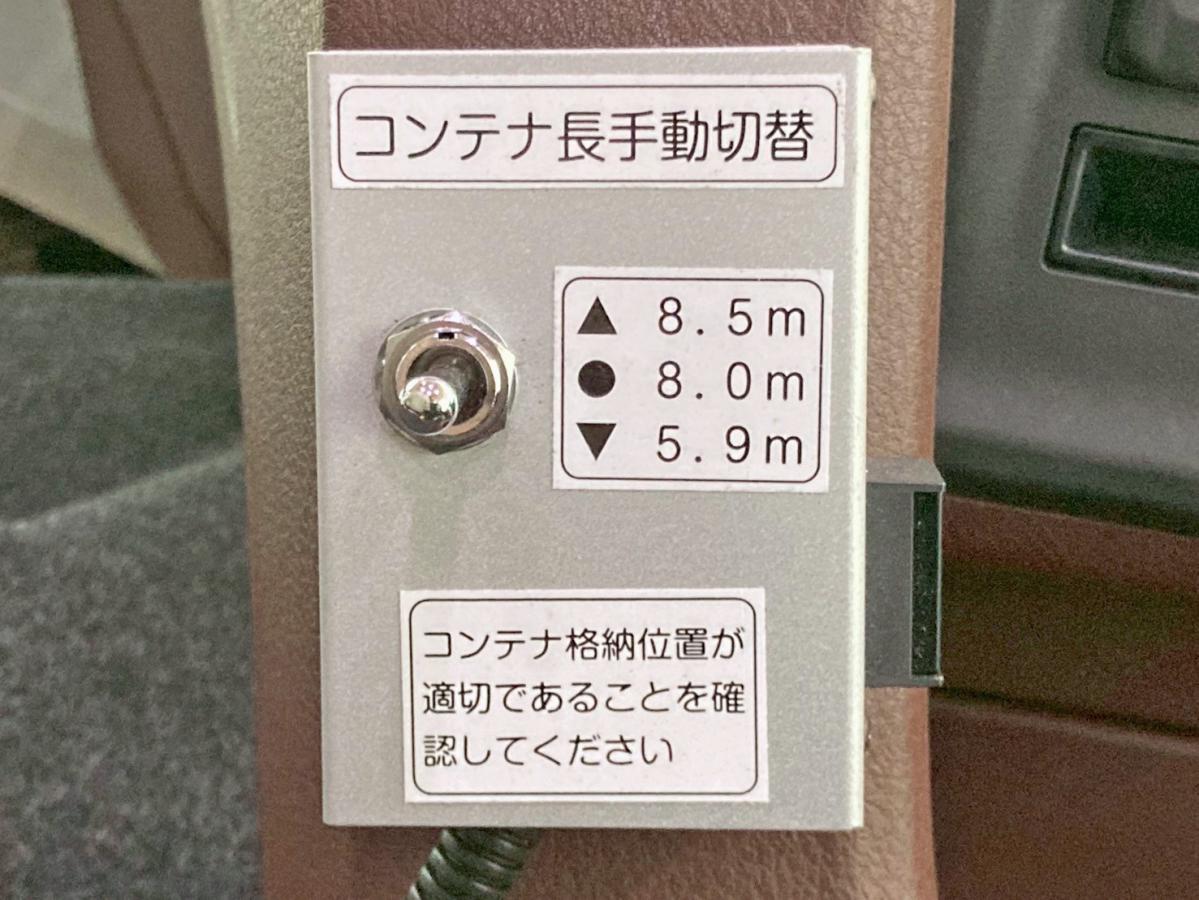 コンテナ長手動切替
▲ 8.5m
● 8.0m
▼ 5.9m
コンテナ格納位置が
適切であることを確
認してください